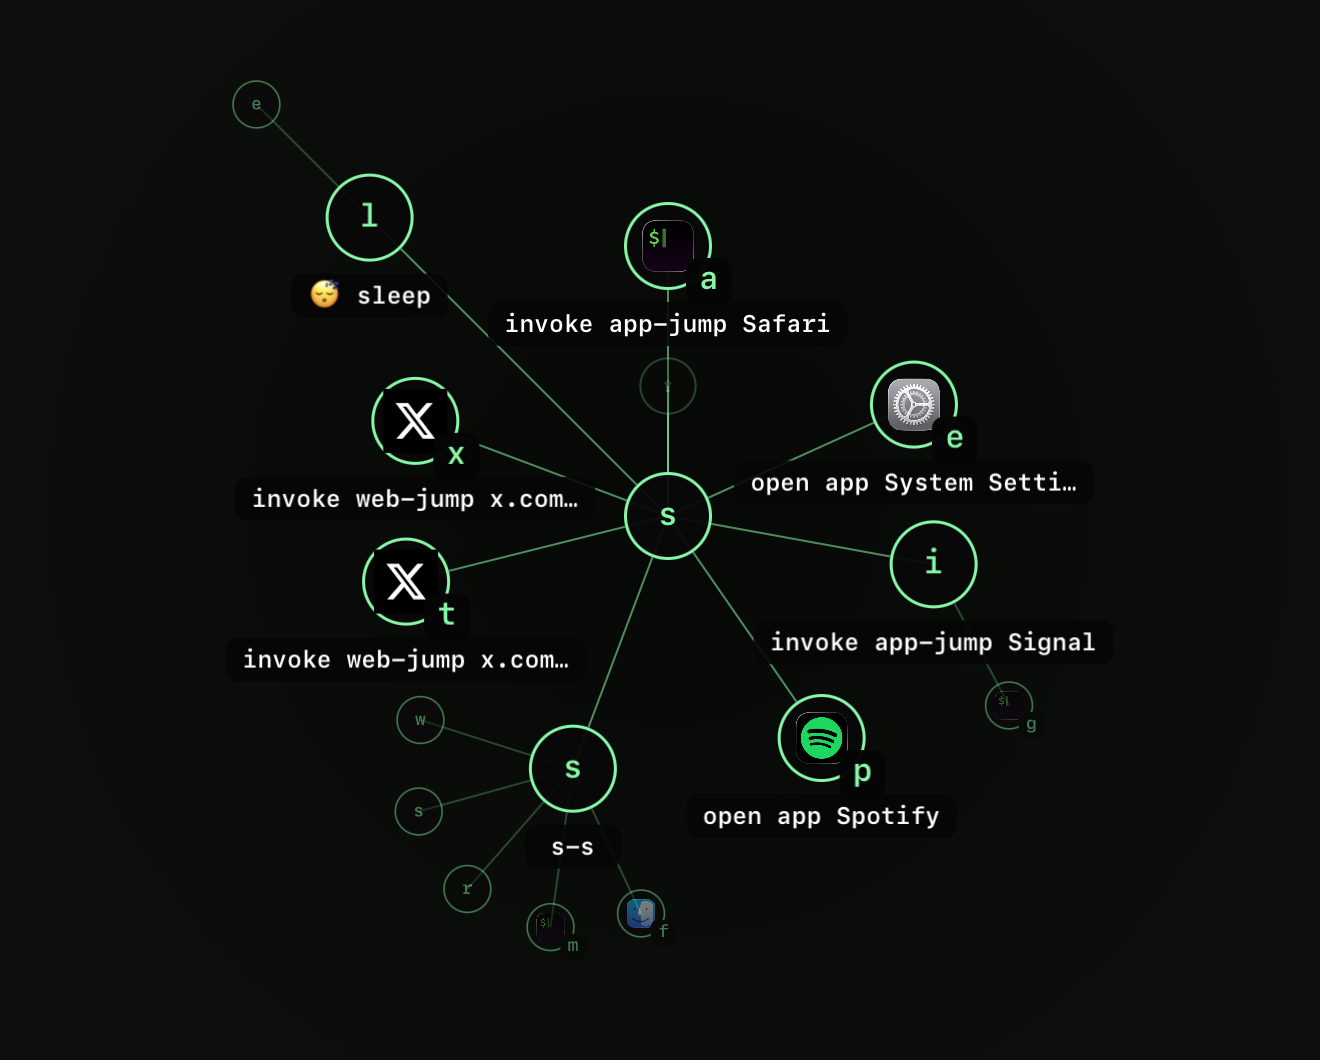 e
l
😴 sleep
$
a
invoke app-jump Safari
x
invoke web-jump x.com…
e
open app System Setti…
s
t
invoke web-jump x.com…
i
invoke app-jump Signal
$
g
w
s
s
s-s
p
open app Spotify
r
$
m
f